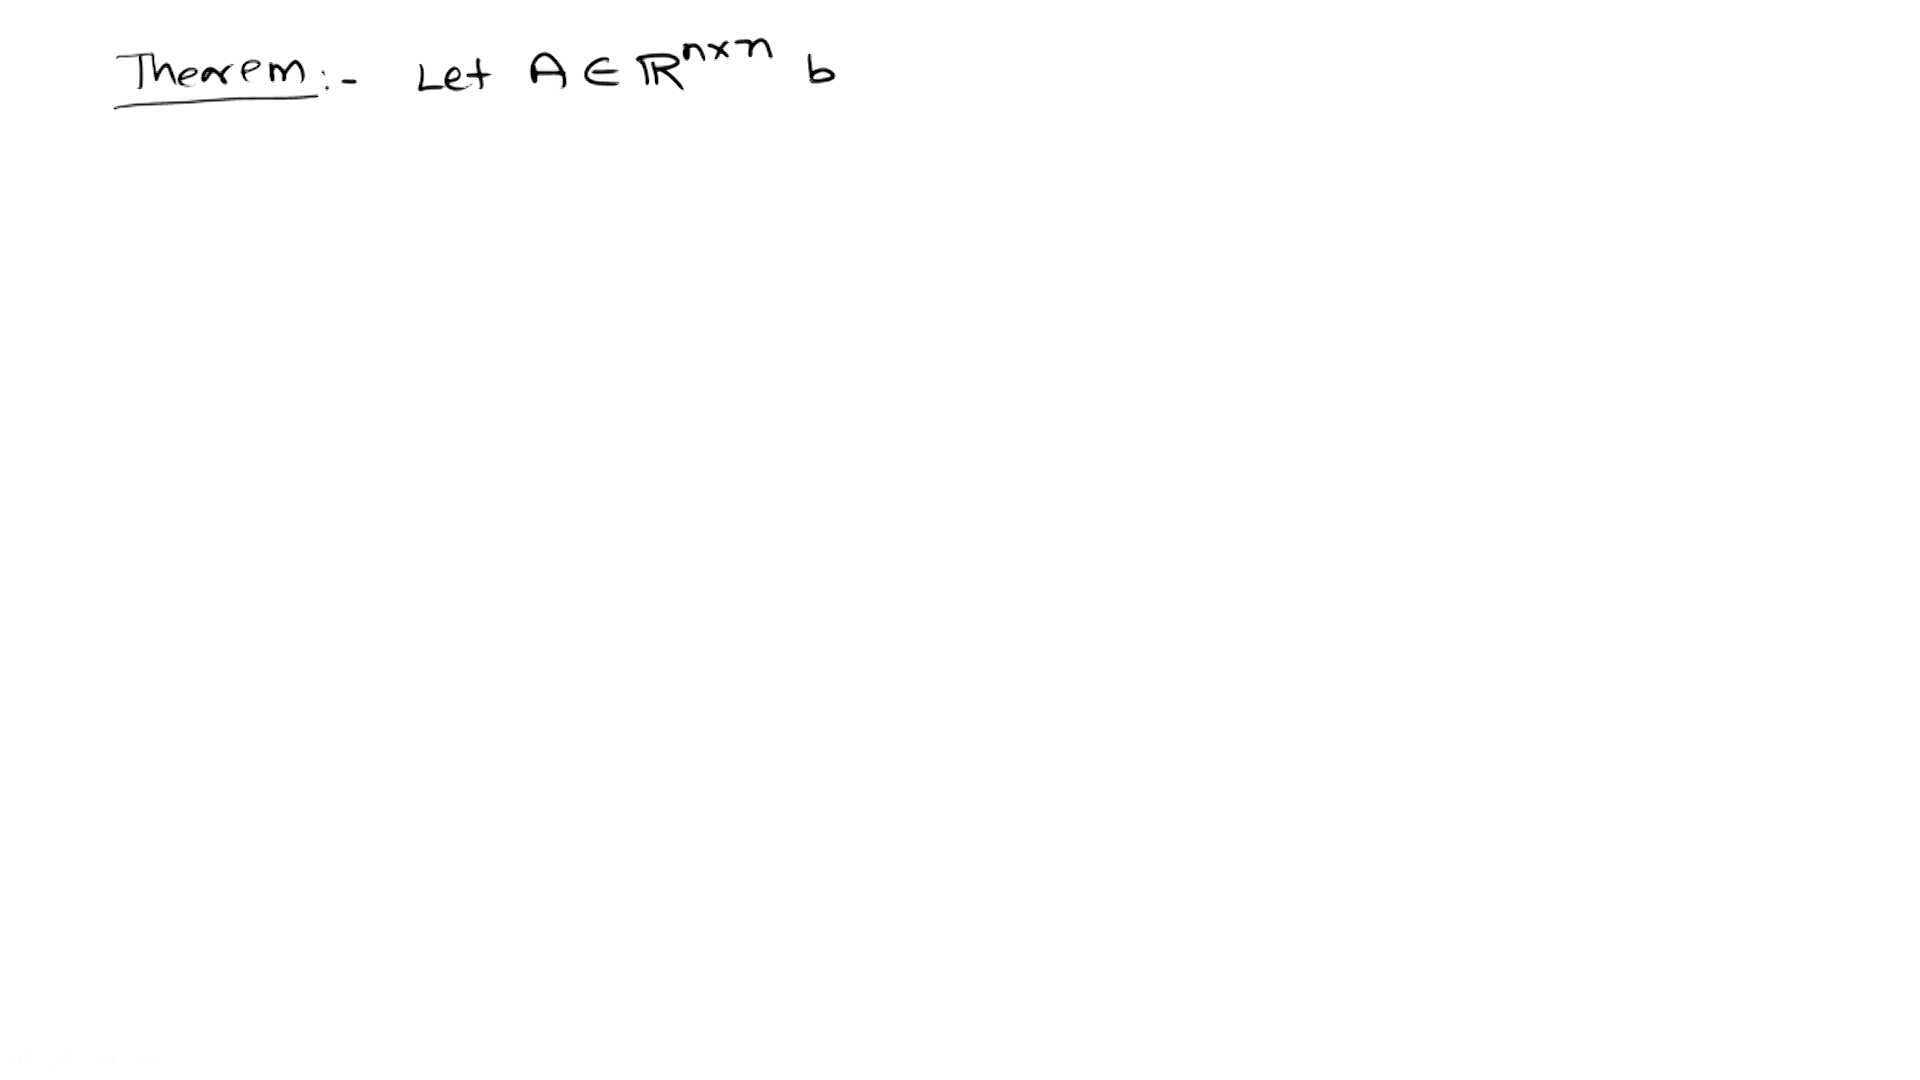 Theorem:- Let A ∈ ℝ^{n×n} b